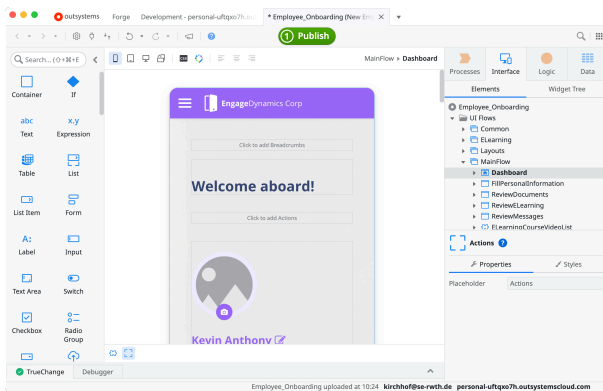 outsystems
Forge
Development - personal-uftqxo7h.ou
* Employee_Onboarding (New Em
1 Publish
Search... (⇧+⌘+E)
MainFlow › Dashboard
Container
If
abc
Text
x.y
Expression
Table
List
List Item
Form
A:
Label
Input
Text Area
Switch
Checkbox
Radio
Group
EngageDynamics Corp
Click to add Breadcrumbs
Welcome aboard!
Click to add Actions
Kevin Anthony
Processes
Interface
Logic
Data
Elements
Widget Tree
Employee_Onboarding
UI Flows
Common
ELearning
Layouts
MainFlow
Dashboard
FillPersonalInformation
ReviewDocuments
ReviewELearning
ReviewMessages
ELearningCourseVideoList
Actions ?
Properties
Styles
Placeholder
Actions
TrueChange
Debugger
Employee_Onboarding uploaded at 10:24 kirchhof@se-rwth.de personal-uftqxo7h.outsystemscloud.com